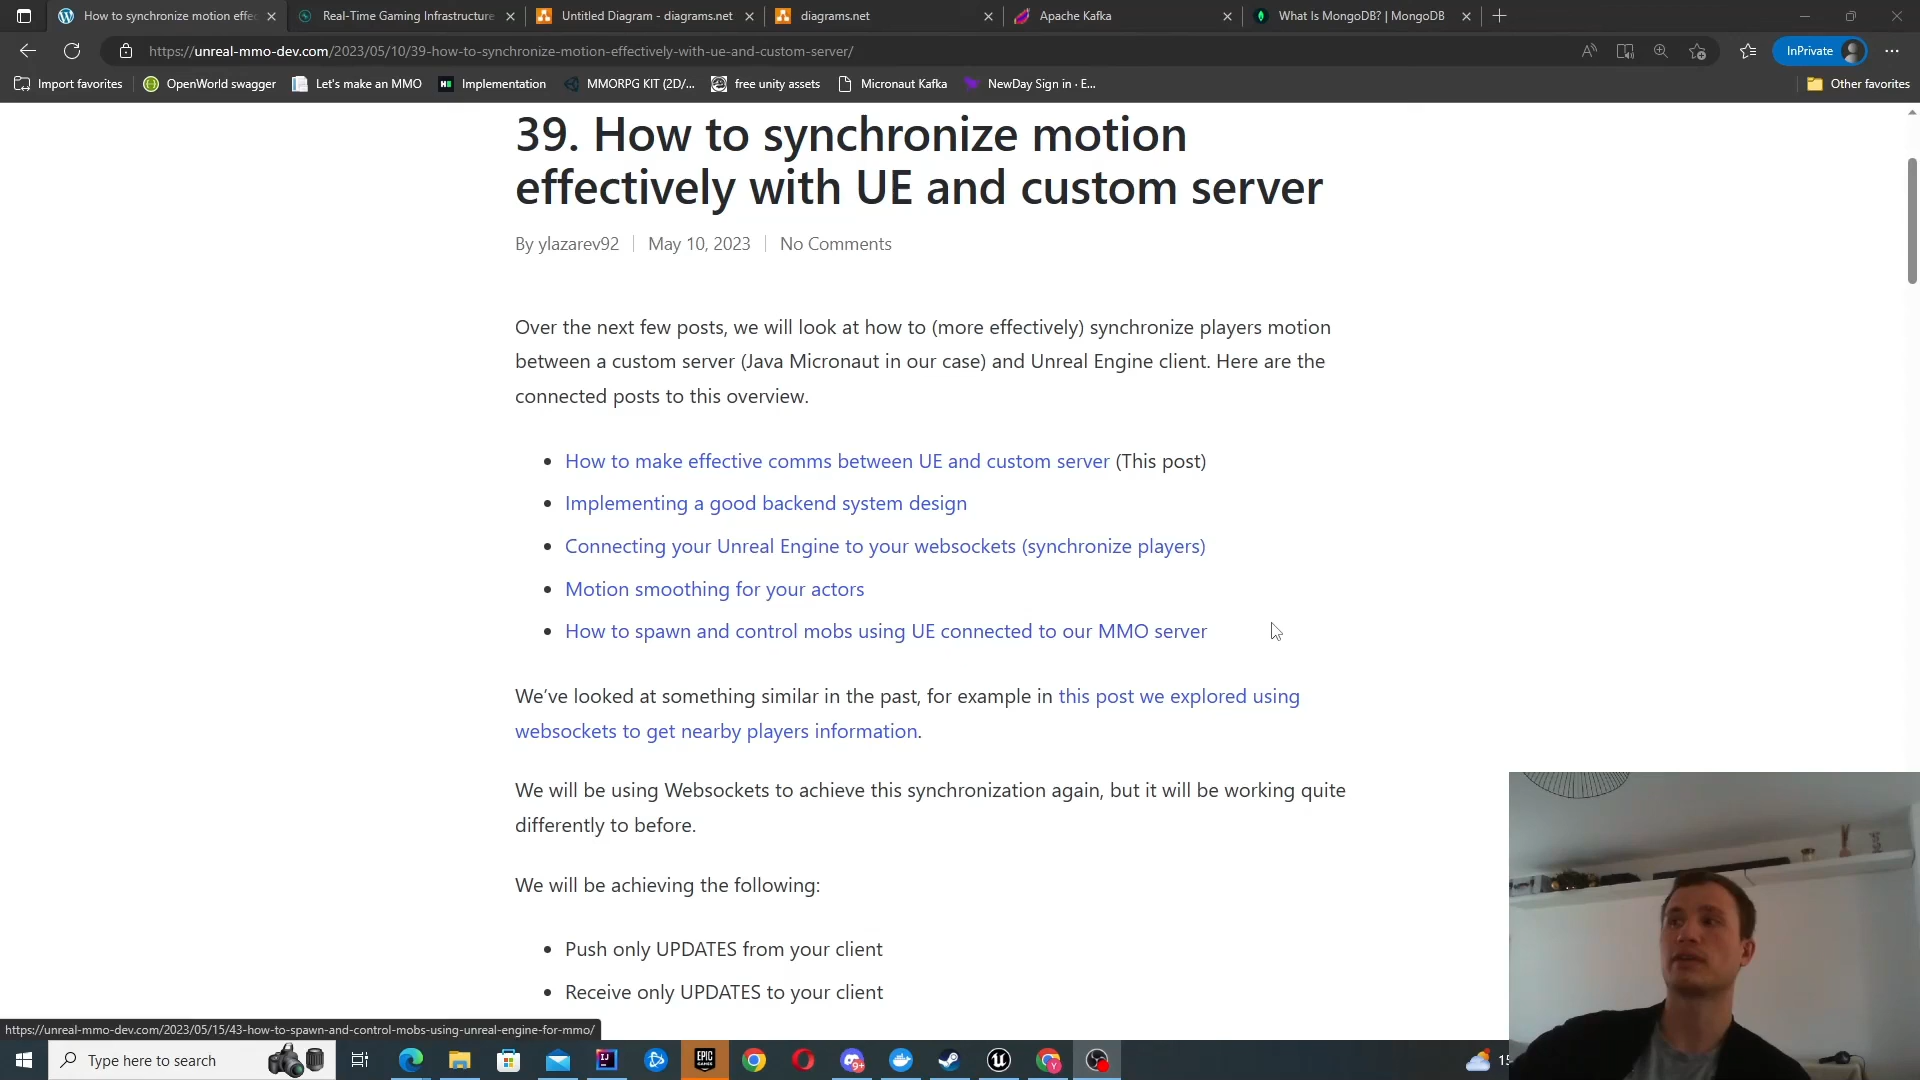 How to synchronize motion effec
Real-Time Gaming Infrastructure
Untitled Diagram - diagrams.net
diagrams.net
Apache Kafka
What Is MongoDB? | MongoDB
https://unreal-mmo-dev.com/2023/05/10/39-how-to-synchronize-motion-effectively-with-ue-and-custom-server/
InPrivate
Import favorites
OpenWorld swagger
Let's make an MMO
Implementation
MMORPG KIT (2D/...
free unity assets
Micronaut Kafka
NewDay Sign in · E...
Other favorites
39. How to synchronize motion
effectively with UE and custom server
By ylazarev92 | May 10, 2023 | No Comments
Over the next few posts, we will look at how to (more effectively) synchronize players motion
between a custom server (Java Micronaut in our case) and Unreal Engine client. Here are the
connected posts to this overview.
• How to make effective comms between UE and custom server (This post)
• Implementing a good backend system design
• Connecting your Unreal Engine to your websockets (synchronize players)
• Motion smoothing for your actors
• How to spawn and control mobs using UE connected to our MMO server
We've looked at something similar in the past, for example in this post we explored using
websockets to get nearby players information.
We will be using Websockets to achieve this synchronization again, but it will be working quite
differently to before.
We will be achieving the following:
• Push only UPDATES from your client
• Receive only UPDATES to your client
https://unreal-mmo-dev.com/2023/05/15/43-how-to-spawn-and-control-mobs-using-unreal-engine-for-mmo/
Type here to search
EPIC
GAMES
9+
15